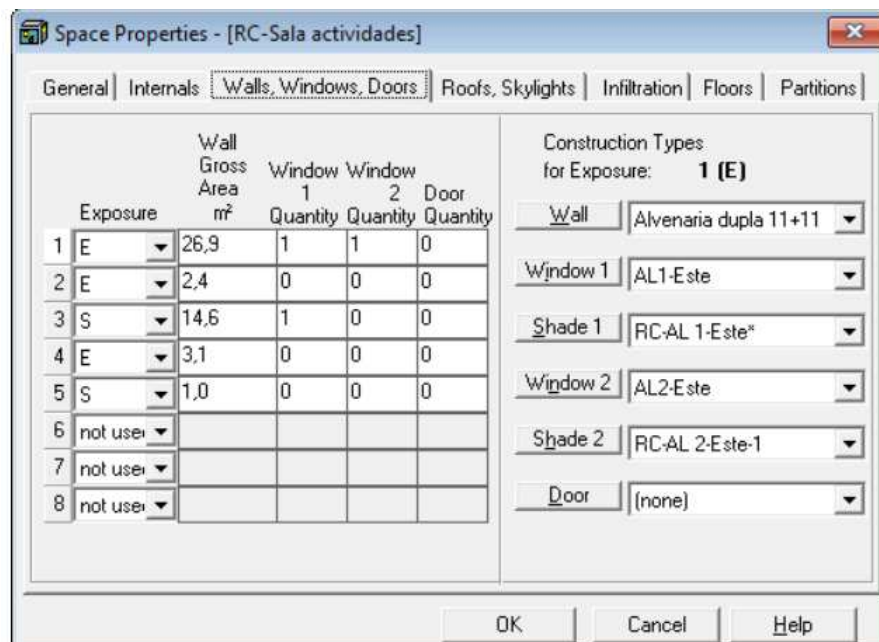 Space Properties - [RC-Sala actividades]
General Internals Walls, Windows, Doors Roofs, Skylights Infiltration Floors Partitions
Wall Gross Area m²
Window 1 Quantity
Window 2 Quantity
Door Quantity
Exposure
1 E 26,9 1 1 0
2 E 2,4 0 0 0
3 S 14,6 1 0 0
4 E 3,1 0 0 0
5 S 1,0 0 0 0
6 not use
7 not use
8 not use
Construction Types
for Exposure: 1 (E)
Wall Alvenaria dupla 11+11
Window 1 AL1-Este
Shade 1 RC-AL 1-Este*
Window 2 AL2-Este
Shade 2 RC-AL 2-Este-1
Door (none)
OK Cancel Help